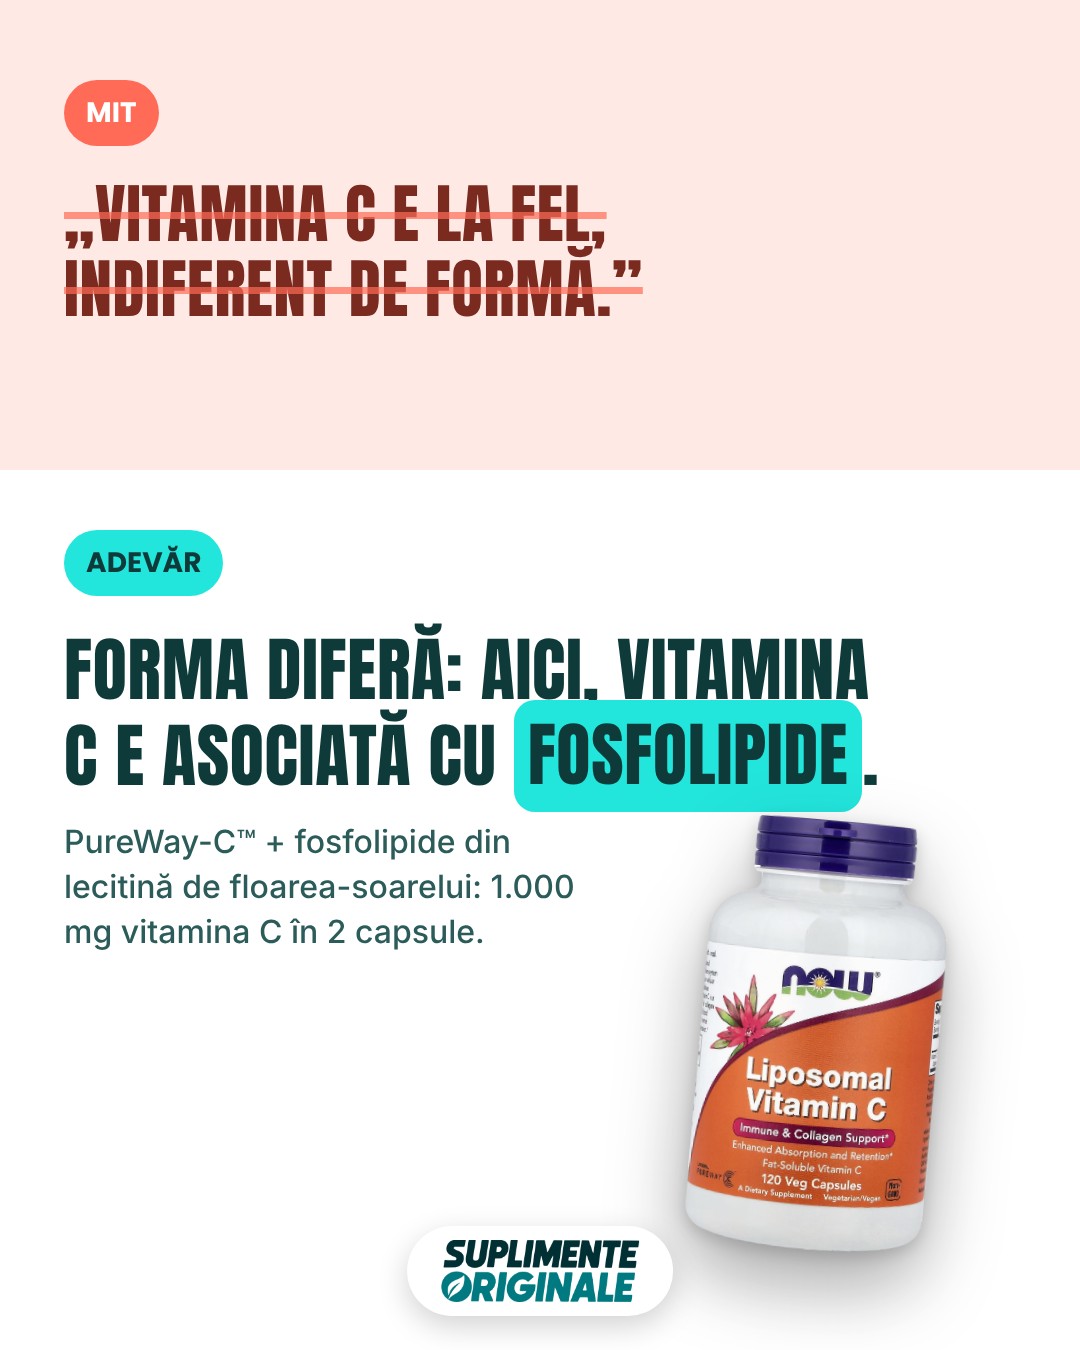 MIT
„VITAMINA C E LA FEL,
INDIFERENT DE FORMĂ.”
ADEVĂR
FORMA DIFERĂ: AICI, VITAMINA
C E ASOCIATĂ CU FOSFOLIPIDE.
PureWay-C™ + fosfolipide din
lecitină de floarea-soarelui: 1.000
mg vitamina C în 2 capsule.
NOW®
Liposomal
Vitamin C
Immune & Collagen Support*
Enhanced Absorption and Retention*
Fat-Soluble Vitamin C
120 Veg Capsules
A Dietary Supplement Vegetarian/Vegan
SUPLIMENTE
ORIGINALE